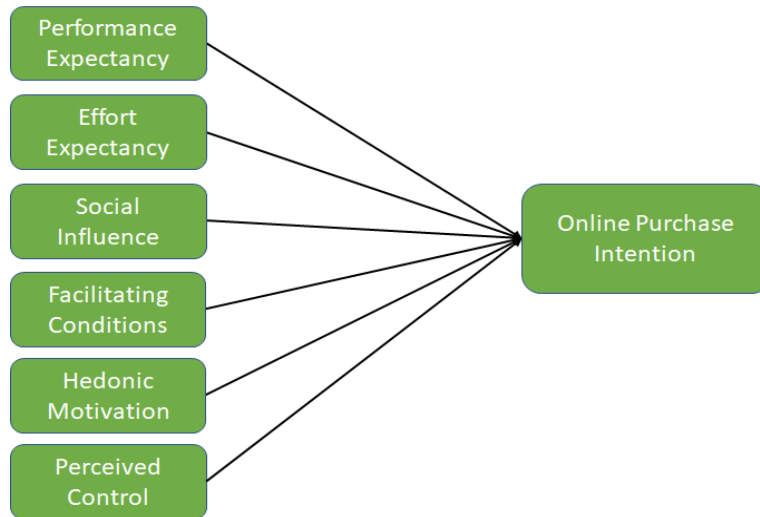 Performance
Expectancy
Effort
Expectancy
Social
Influence
Facilitating
Conditions
Hedonic
Motivation
Perceived
Control
Online Purchase
Intention